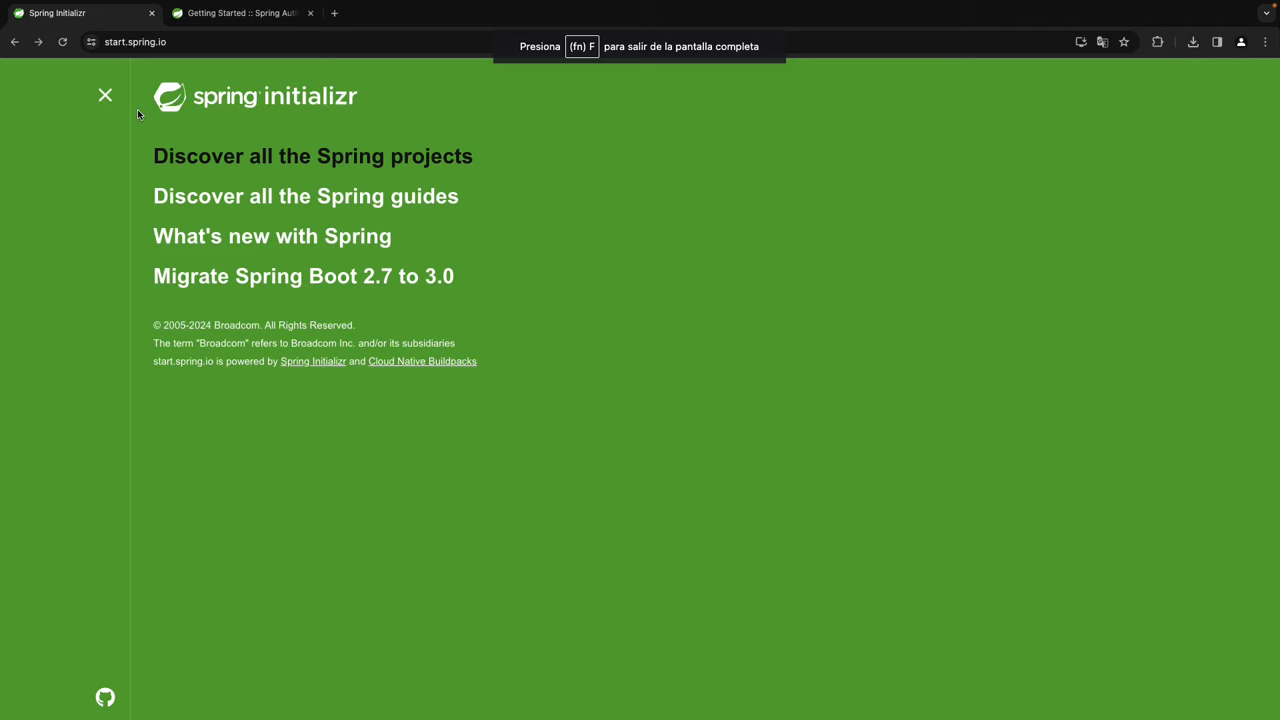 Spring Initializr
Getting Started :: Spring Aut
start.spring.io
Presiona (fn) F para salir de la pantalla completa
spring initializr
Discover all the Spring projects
Discover all the Spring guides
What's new with Spring
Migrate Spring Boot 2.7 to 3.0
© 2005-2024 Broadcom. All Rights Reserved.
The term "Broadcom" refers to Broadcom Inc. and/or its subsidiaries
start.spring.io is powered by Spring Initializr and Cloud Native Buildpacks